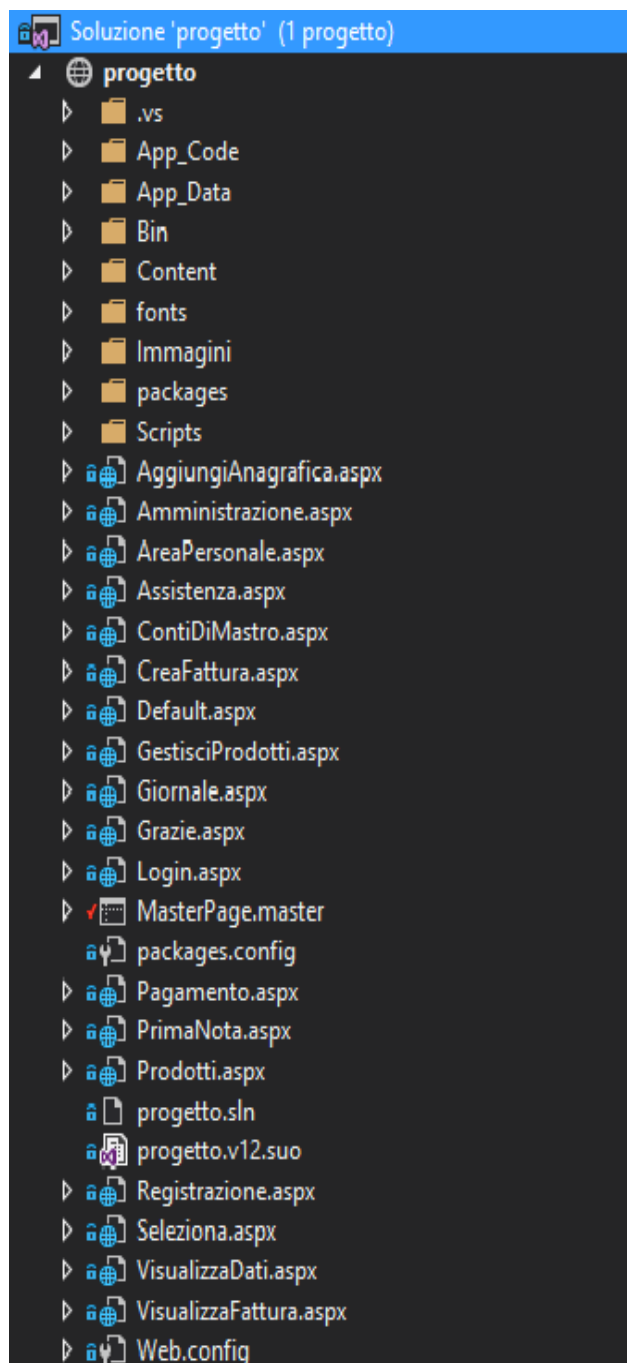 Soluzione 'progetto' (1 progetto)
progetto
.vs
App_Code
App_Data
Bin
Content
fonts
Immagini
packages
Scripts
AggiungiAnagrafica.aspx
Amministrazione.aspx
AreaPersonale.aspx
Assistenza.aspx
ContiDiMastro.aspx
CreaFattura.aspx
Default.aspx
GestisciProdotti.aspx
Giornale.aspx
Grazie.aspx
Login.aspx
MasterPage.master
packages.config
Pagamento.aspx
PrimaNota.aspx
Prodotti.aspx
progetto.sln
progetto.v12.suo
Registrazione.aspx
Seleziona.aspx
VisualizzaDati.aspx
VisualizzaFattura.aspx
Web.config